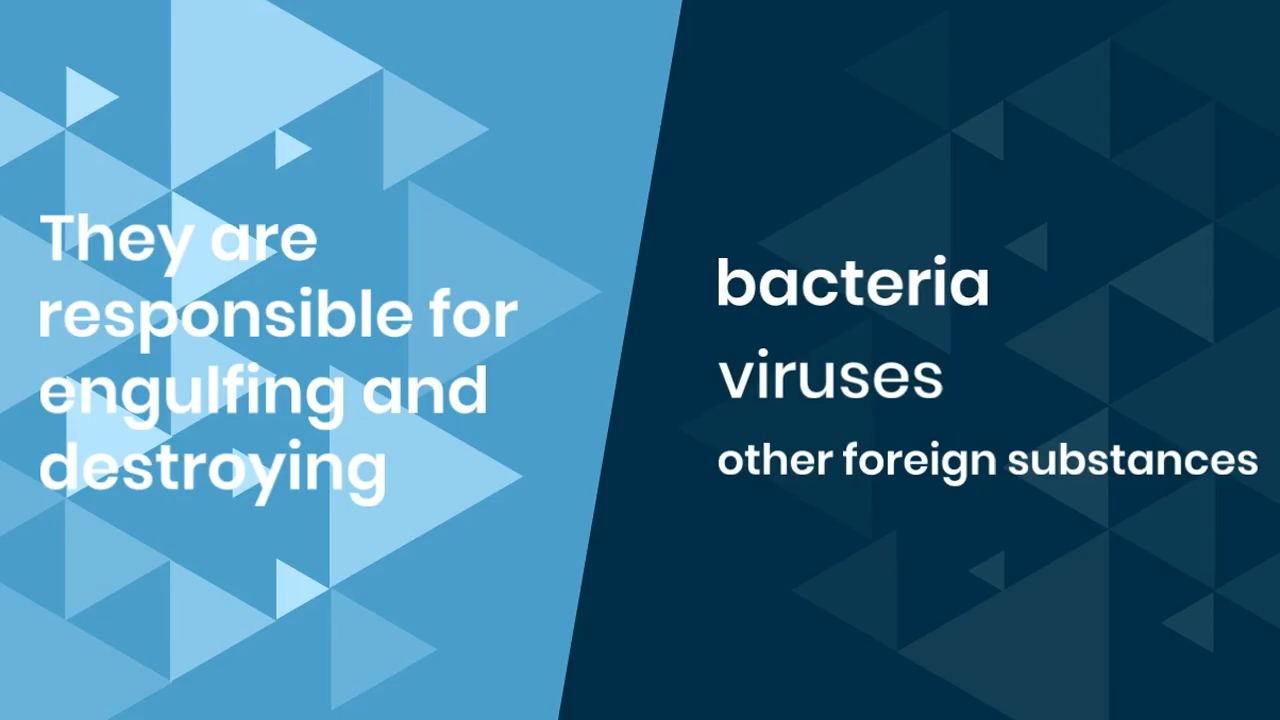 They are
responsible for
engulfing and
destroying
bacteria
viruses
other foreign substances